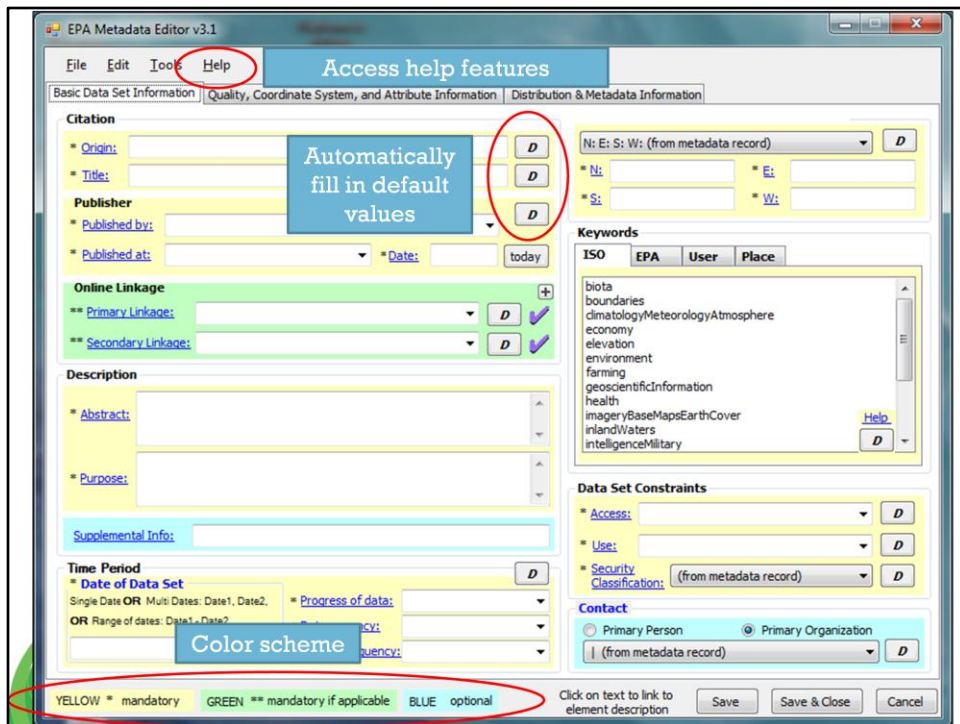 EPA Metadata Editor v3.1
File Edit Tools Help
Access help features
Basic Data Set Information Quality, Coordinate System, and Attribute Information Distribution & Metadata Information
Citation
* Origin: D
* Title: D
Automatically
fill in default
values
Publisher
D
* Published by:
* Published at: * Date: today
Online Linkage +
** Primary Linkage: D
** Secondary Linkage: D
Description
* Abstract:
* Purpose:
Supplemental Info:
Time Period D
* Date of Data Set
Single Date OR Multi Dates: Date1, Date2,
OR Range of dates: Date1 - Date2
* Progress of data:
Color scheme
N: E: S: W: (from metadata record) D
* N: * E:
* S: * W:
Keywords
ISO EPA User Place
biota
boundaries
climatologyMeteorologyAtmosphere
economy
elevation
environment
farming
geoscientificInformation
health
imageryBaseMapsEarthCover
inlandWaters
intelligenceMilitary
Help
D
Data Set Constraints
* Access: D
* Use: D
* Security
Classification: (from metadata record) D
Contact
Primary Person Primary Organization
| (from metadata record) D
YELLOW * mandatory GREEN ** mandatory if applicable BLUE optional
Click on text to link to
element description
Save Save & Close Cancel